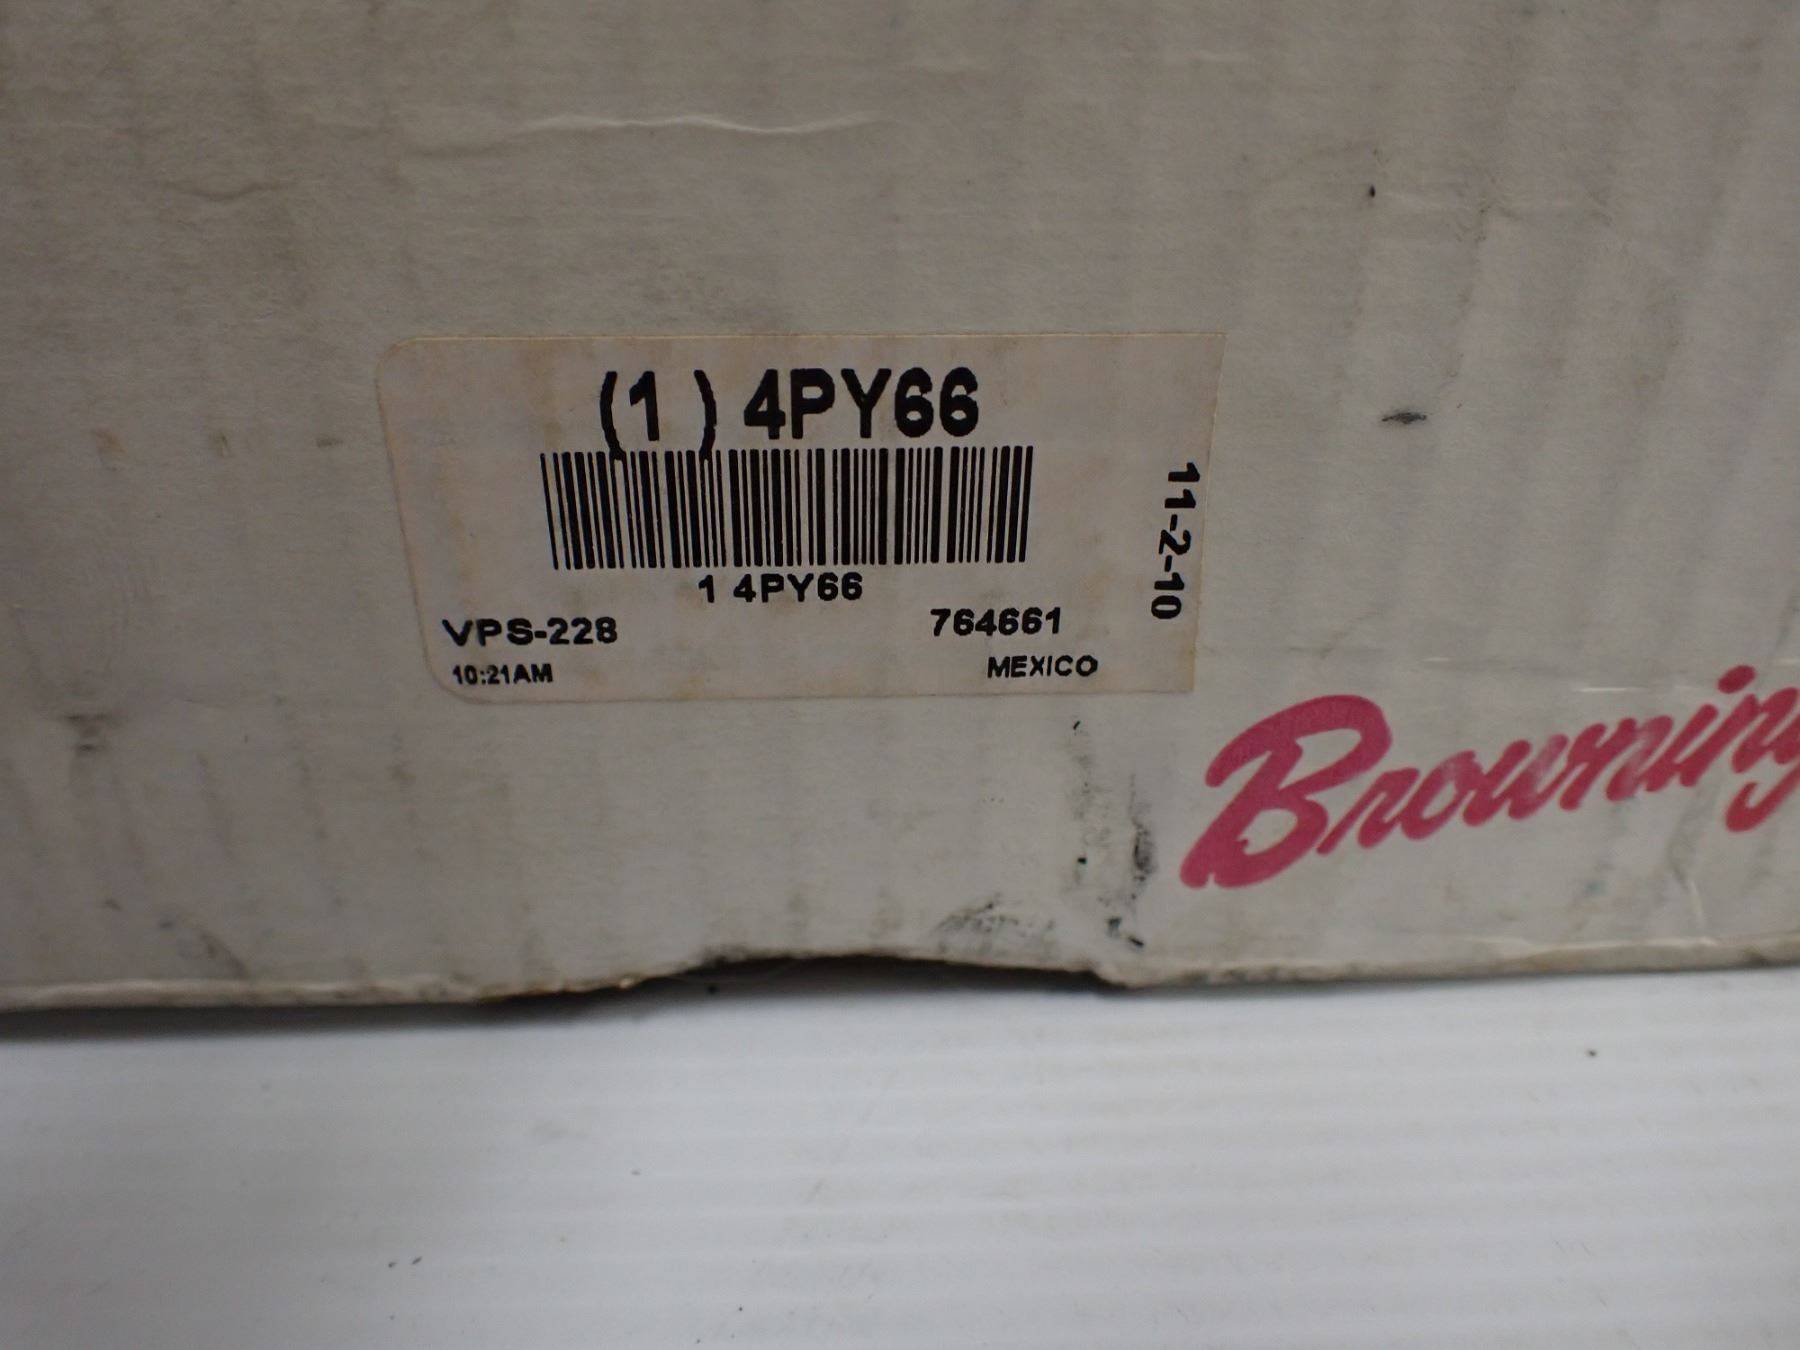 (1 ) 4PY66
1 4PY66
VPS-228
764661
10:21AM
MEXICO
11-2-10
Browning